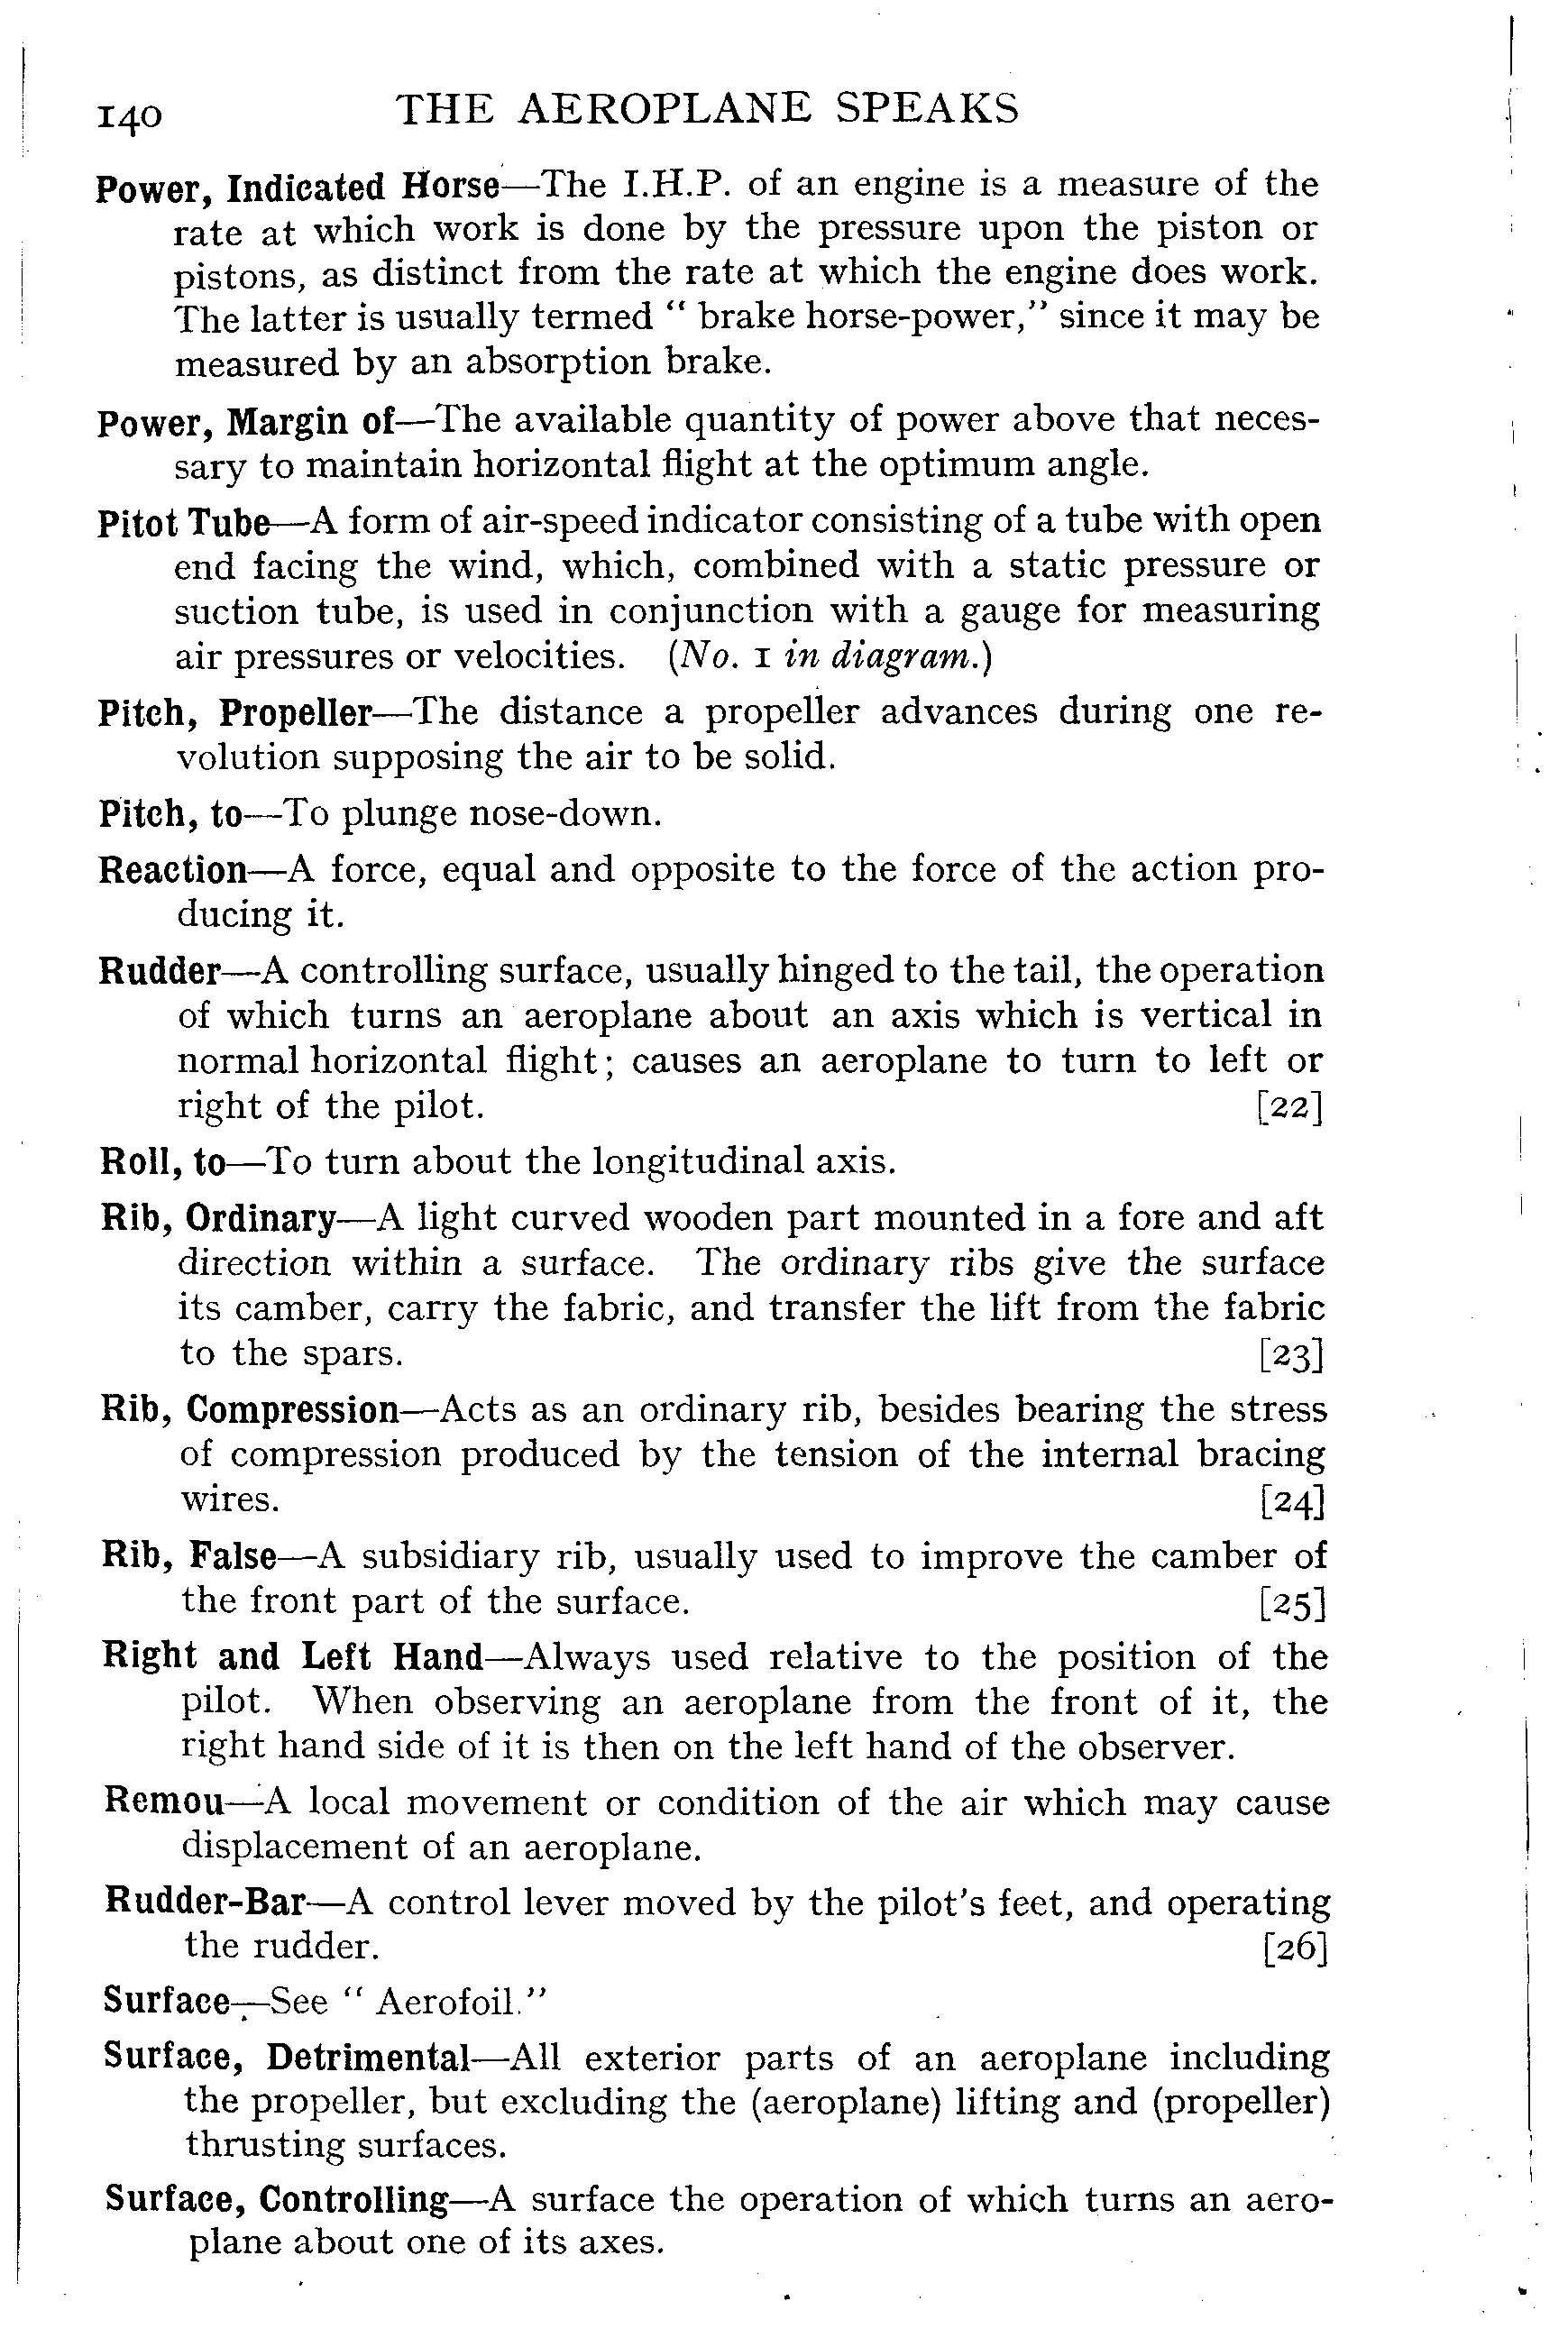 140 THE AEROPLANE SPEAKS
Power, Indicated Horse—The I.H.P. of an engine is a measure of the
rate at which work is done by the pressure upon the piston or
pistons, as distinct from the rate at which the engine does work.
The latter is usually termed “ brake horse-power,” since it may be
measured by an absorption brake.
Power, Margin of—The available quantity of power above that neces-
sary to maintain horizontal flight at the optimum angle.
Pitot Tube—A form of air-speed indicator consisting of a tube with open
end facing the wind, which, combined with a static pressure or
suction tube, is used in conjunction with a gauge for measuring
air pressures or velocities. (No. 1 in diagram.)
Pitch, Propeller—The distance a propeller advances during one re-
volution supposing the air to be solid.
Pitch, to—To plunge nose-down.
Reaction—A force, equal and opposite to the force of the action pro-
ducing it.
Rudder—A controlling surface, usually hinged to the tail, the operation
of which turns an aeroplane about an axis which is vertical in
normal horizontal flight; causes an aeroplane to turn to left or
right of the pilot. [22]
Roll, to—To turn about the longitudinal axis.
Rib, Ordinary—A light curved wooden part mounted in a fore and aft
direction within a surface. The ordinary ribs give the surface
its camber, carry the fabric, and transfer the lift from the fabric
to the spars. [23]
Rib, Compression—Acts as an ordinary rib, besides bearing the stress
of compression produced by the tension of the internal bracing
wires. [24]
Rib, False—A subsidiary rib, usually used to improve the camber of
the front part of the surface. [25]
Right and Left Hand—Always used relative to the position of the
pilot. When observing an aeroplane from the front of it, the
right hand side of it is then on the left hand of the observer.
Remou—A local movement or condition of the air which may cause
displacement of an aeroplane.
Rudder-Bar—A control lever moved by the pilot’s feet, and operating
the rudder. [26]
Surface—See “ Aerofoil.”
Surface, Detrimental—All exterior parts of an aeroplane including
the propeller, but excluding the (aeroplane) lifting and (propeller)
thrusting surfaces.
Surface, Controlling—A surface the operation of which turns an aero-
plane about one of its axes.